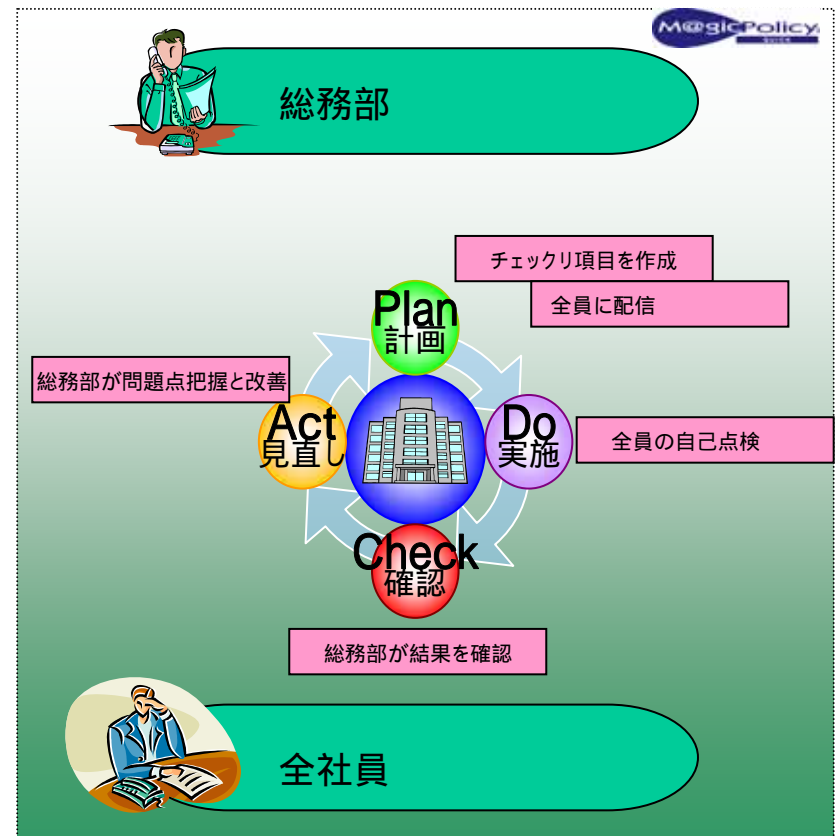 M@gicPolicy
総務部
チェックリ項目を作成
全員に配信
Plan
計画
総務部が問題点把握と改善
Act
見直し
Do
実施
全員の自己点検
Check
確認
総務部が結果を確認
全社員